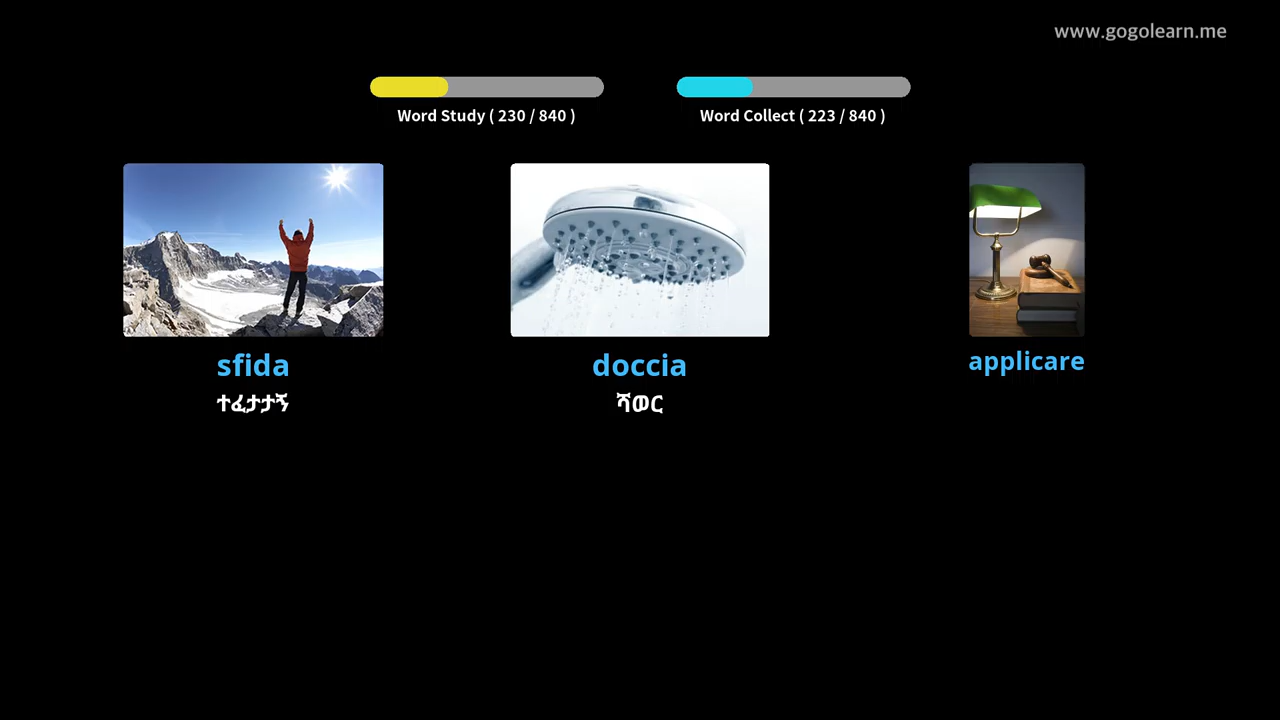 www.gogolearn.me
Word Study ( 230 / 840 )
Word Collect ( 223 / 840 )
sfida
doccia
applicare
ተፈታታኝ
ሻወር